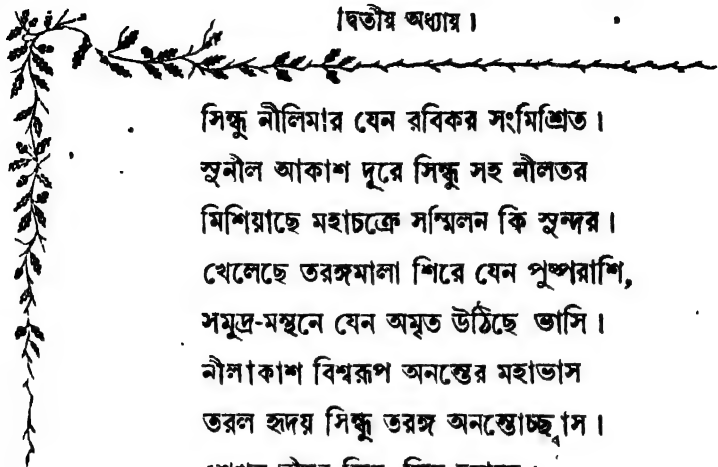 দ্বিতীয় অধ্যায়।
সিন্ধু নীলিমার যেন রবিকর সংমিশ্রিত।
সুনীল আকাশ দূরে সিন্ধু সহ নীলতর
মিশিয়াছে মহাচক্রে সম্মিলন কি সুন্দর।
খেলেছে তরঙ্গমালা শিরে যেন পুষ্পরাশি,
সমুদ্র-মন্থনে যেন অমৃত উঠিছে ভাসি।
নীলাকাশ বিশ্বরূপ অনন্তের মহাভাস
তরল হৃদয় সিন্ধু তরঙ্গ অনন্তোচ্ছ্বাস।